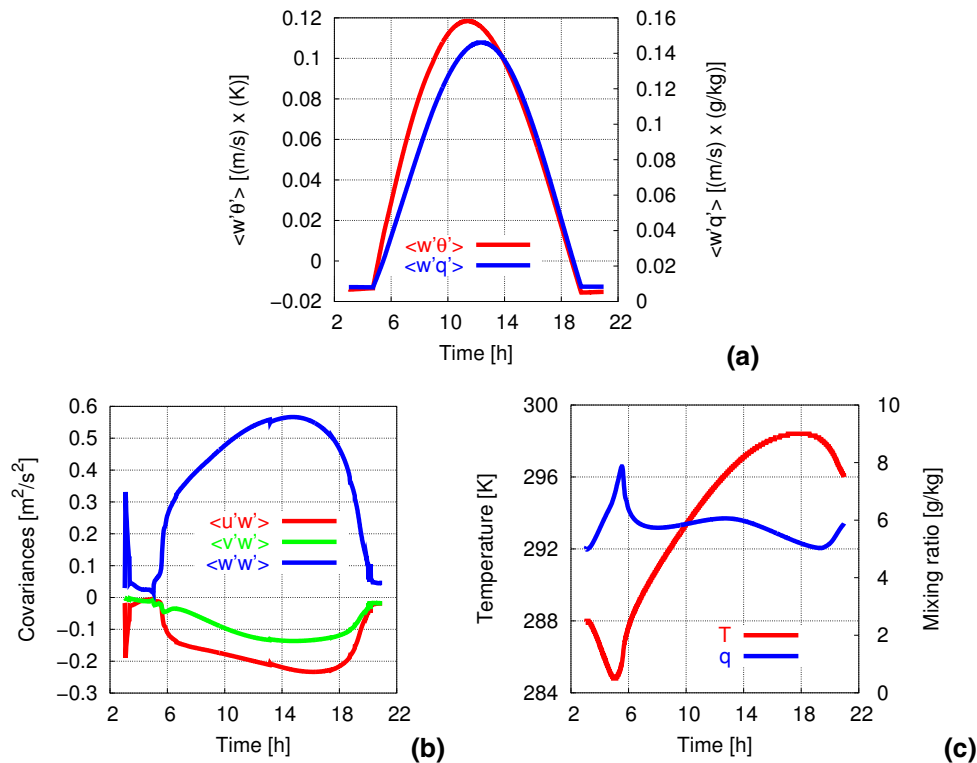 0.12
0.1
0.08
0.06
0.04
0.02
0
−0.02
<w'θ'> [(m/s) x (K)]
0.16
0.14
0.12
0.1
0.08
0.06
0.04
0.02
0
<w'q'> [(m/s) x (g/kg)]
<w'θ'>
<w'q'>
2 6 10 14 18 22
Time [h]
(a)
0.6
0.5
0.4
0.3
0.2
0.1
0
−0.1
−0.2
−0.3
Covariances [m²/s²]
<u'w'>
<v'w'>
<w'w'>
2 6 10 14 18 22
Time [h]
(b)
300
296
292
288
284
Temperature [K]
10
8
6
4
2
0
Mixing ratio [g/kg]
T
q
2 6 10 14 18 22
Time [h]
(c)